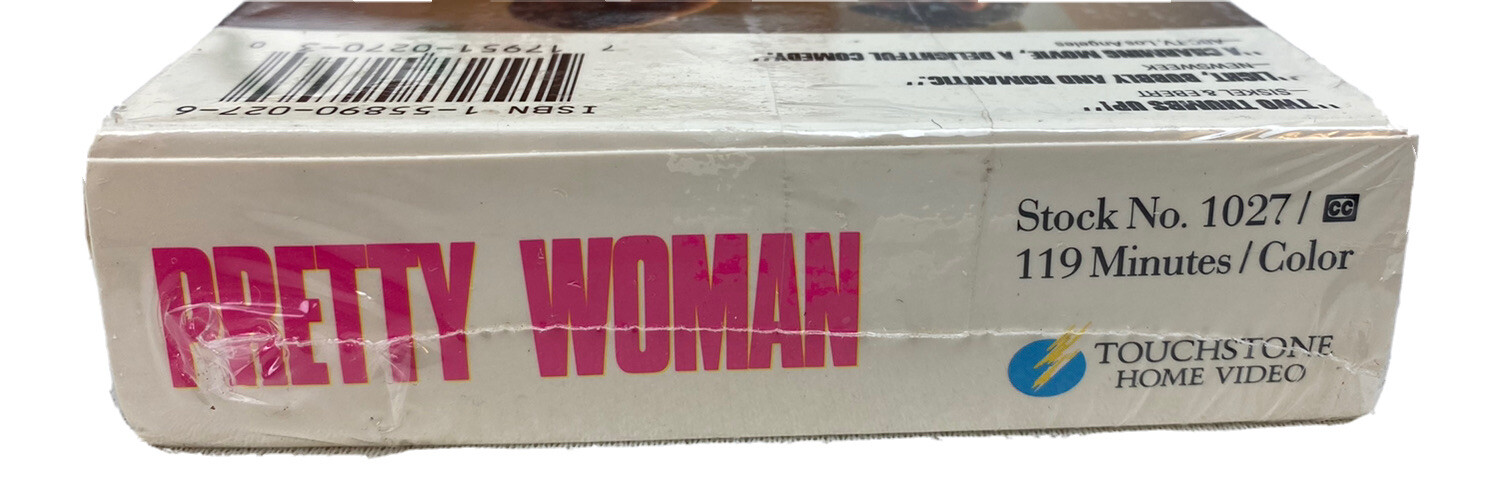 PRETTY WOMAN
Stock No. 1027 / CC
119 Minutes / Color
TOUCHSTONE
HOME VIDEO
"TWO THUMBS UP!"
—SISKEL & EBERT
"LIGHT, BUBBLY AND ROMANTIC."
—NEWSWEEK
"A CHARMING MOVIE, A DELIGHTFUL COMEDY."
—ABC-TV, Los Angeles
ISBN 1-55890-027-6
7 17951-0270-3 0